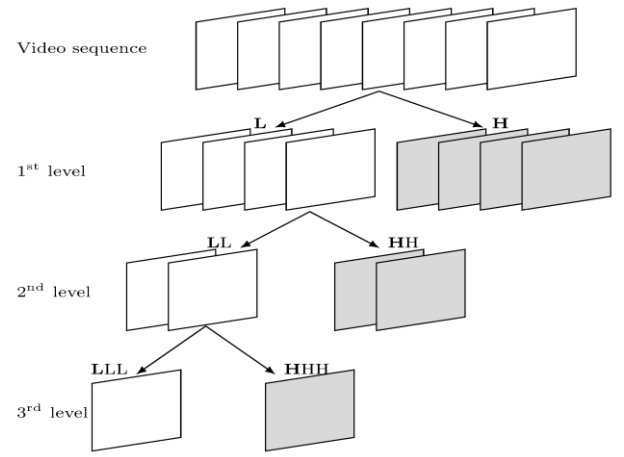 Video sequence
L H
1st level
LL HH
2nd level
LLL HHH
3rd level